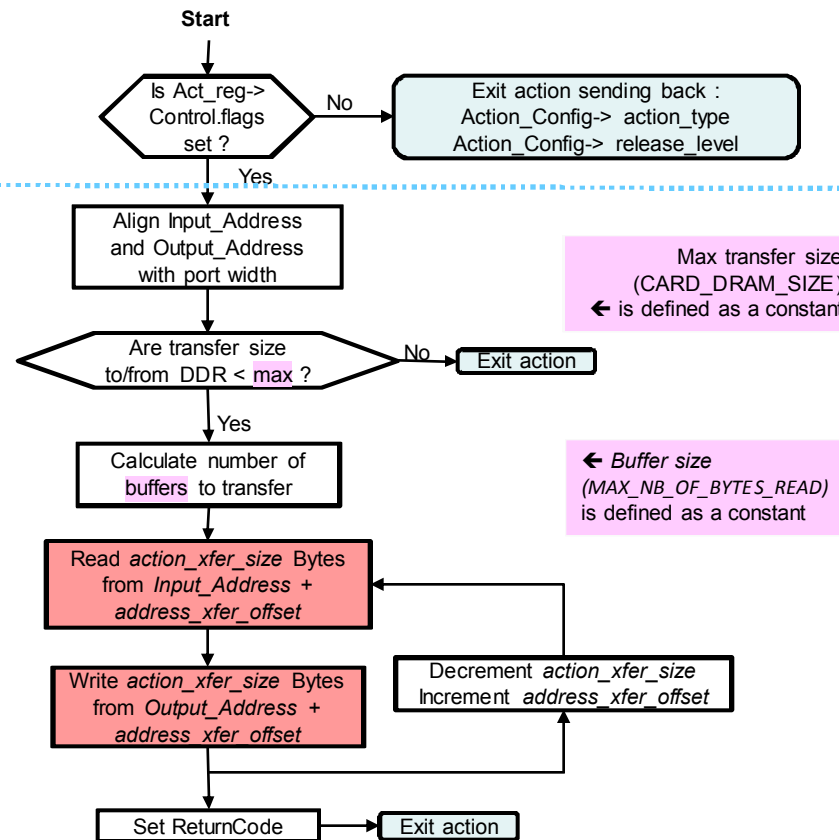 Start
Is Act_reg->
Control.flags
set ?
No
Exit action sending back :
Action_Config-> action_type
Action_Config-> release_level
Yes
Align Input_Address
and Output_Address
with port width
Max transfer size
(CARD_DRAM_SIZE)
← is defined as a constant
Are transfer size
to/from DDR < max ?
No
Exit action
Yes
Calculate number of
buffers to transfer
← Buffer size
(MAX_NB_OF_BYTES_READ)
is defined as a constant
Read action_xfer_size Bytes
from Input_Address +
address_xfer_offset
Write action_xfer_size Bytes
from Output_Address +
address_xfer_offset
Decrement action_xfer_size
Increment address_xfer_offset
Set ReturnCode
Exit action